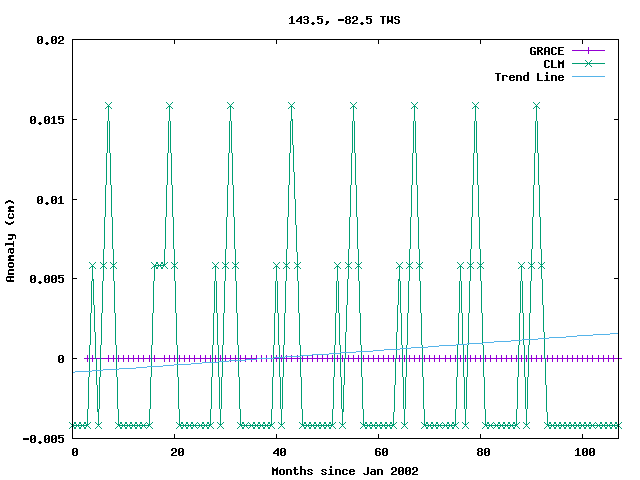 143.5, -82.5 TWS
GRACE
CLM
Trend Line
0.02
0.015
0.01
0.005
0
-0.005
Anomaly (cm)
0 20 40 60 80 100
Months since Jan 2002